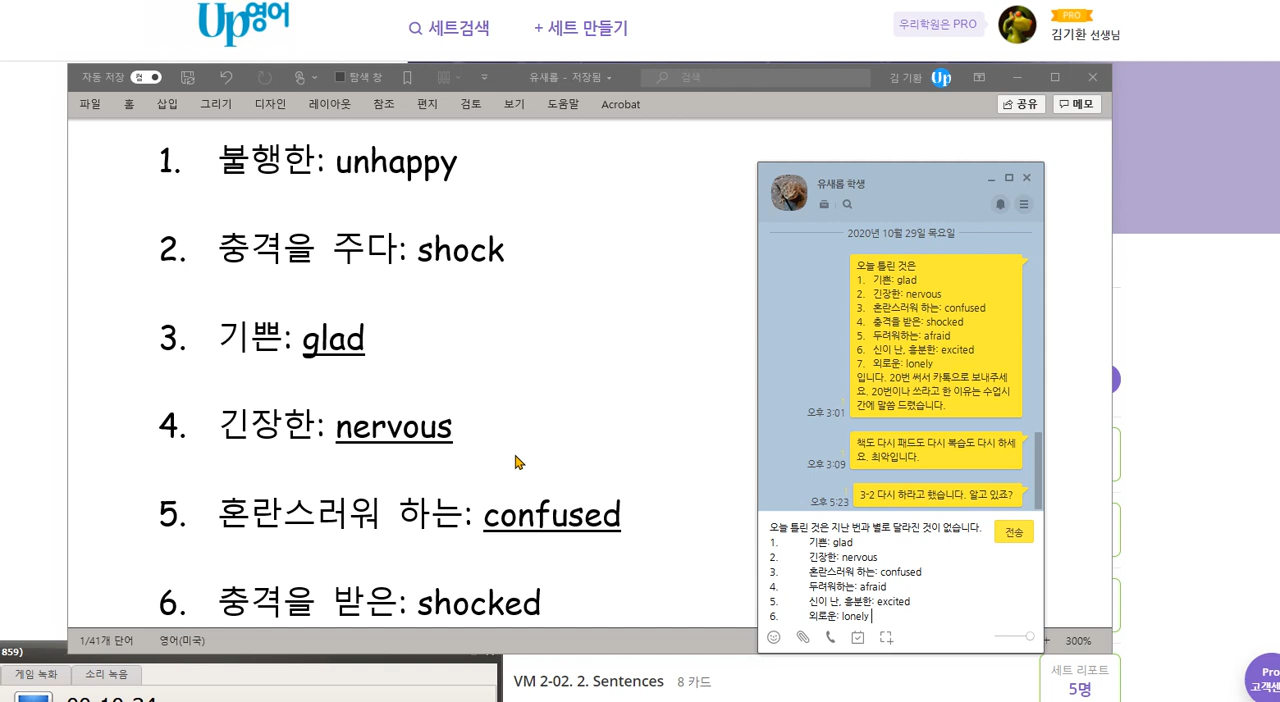 Up영어
세트검색
+ 세트 만들기
우리학원은 PRO
PRO
김기환 선생님
자동 저장
컴
탐색 창
유새롬 - 저장됨
검색
김 기환
Up
파일
홈
삽입
그리기
디자인
레이아웃
참조
편지
검토
보기
도움말
Acrobat
공유
메모
1. 불행한: unhappy
2. 충격을 주다: shock
3. 기쁜: glad
4. 긴장한: nervous
5. 혼란스러워 하는: confused
6. 충격을 받은: shocked
유새롬 학생
2020년 10월 29일 목요일
오늘 틀린 것은
1. 기쁜: glad
2. 긴장한: nervous
3. 혼란스러워 하는: confused
4. 충격을 받은: shocked
5. 두려워하는: afraid
6. 신이 난, 흥분한: excited
7. 외로운: lonely
입니다. 20번 써서 카톡으로 보내주세
요. 20번이나 쓰라고 한 이유는 수업시
간에 말씀 드렸습니다.
오후 3:01
책도 다시 패드도 다시 복습도 다시 하세
요. 최악입니다.
오후 3:09
3-2 다시 하라고 했습니다. 알고 있죠?
오후 5:23
오늘 틀린 것은 지난 번과 별로 달라진 것이 없습니다.
1. 기쁜: glad
2. 긴장한: nervous
3. 혼란스러워 하는: confused
4. 두려워하는: afraid
5. 신이 난, 흥분한: excited
6. 외로운: lonely
전송
1/41개 단어
영어(미국)
300%
859)
게임 녹화
소리 녹음
VM 2-02. 2. Sentences
8 카드
세트 리포트
5명
Pro
고객센